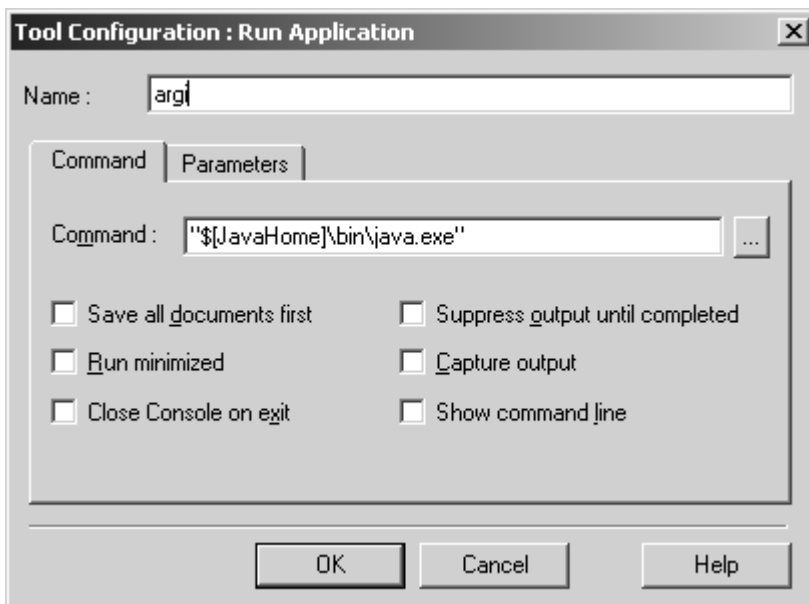 Tool Configuration : Run Application
Name : argi
Command Parameters
Command : "$[JavaHome]\bin\java.exe" ...
Save all documents first Suppress output until completed
Run minimized Capture output
Close Console on exit Show command line
OK Cancel Help